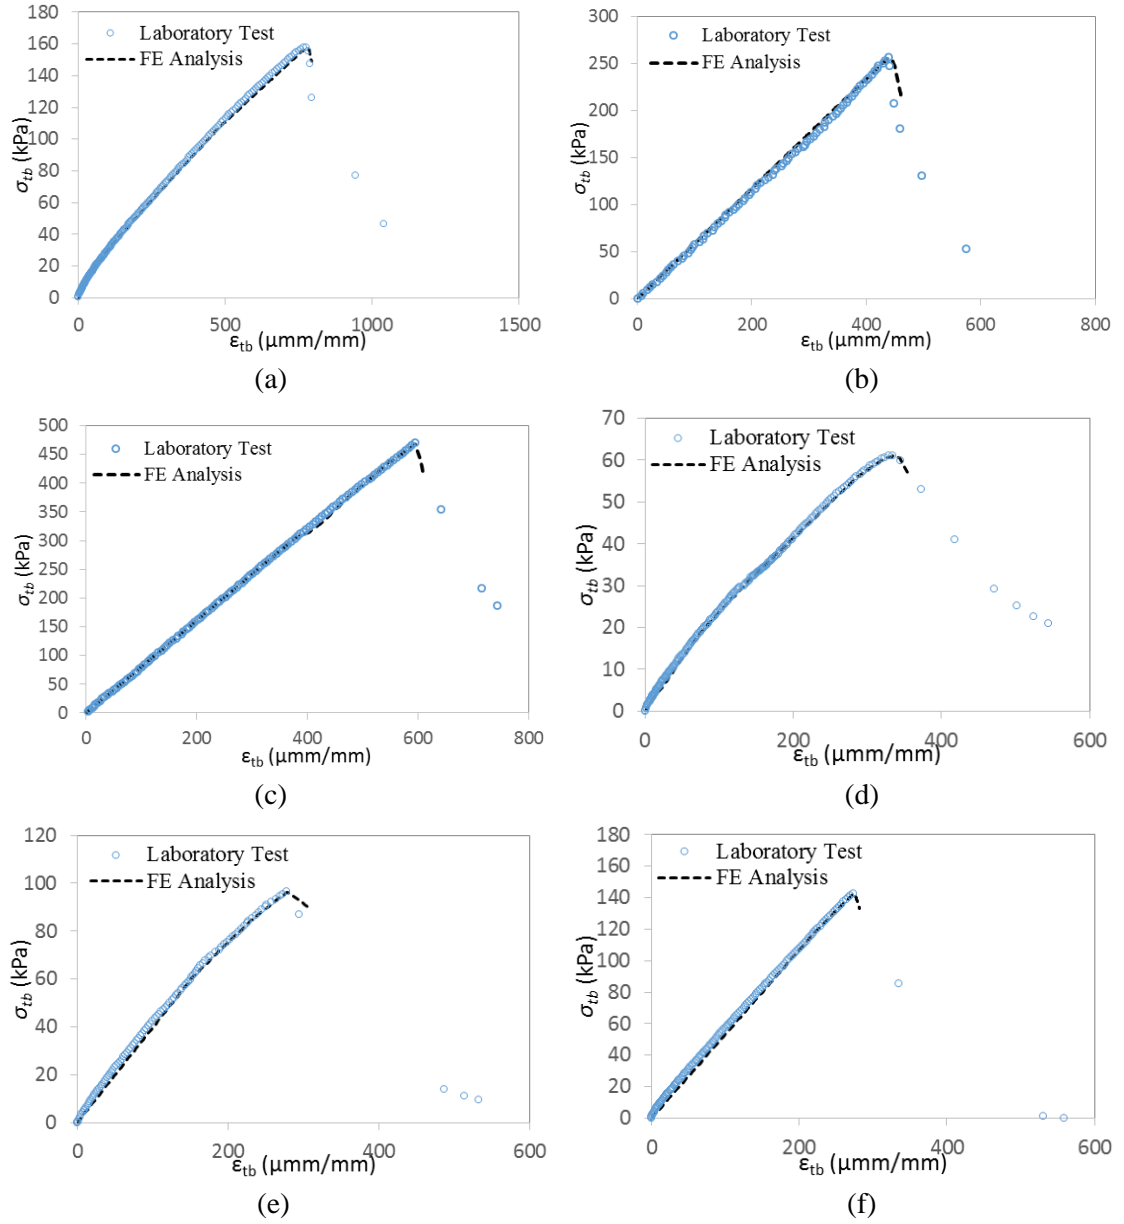 Laboratory Test
FE Analysis
σtb (kPa)
180
160
140
120
100
80
60
40
20
0
0 500 1000 1500
εtb (µmm/mm)
(a)
Laboratory Test
FE Analysis
σtb (kPa)
300
250
200
150
100
50
0
0 200 400 600 800
εtb (µmm/mm)
(b)
Laboratory Test
FE Analysis
σtb (kPa)
500
450
400
350
300
250
200
150
100
50
0
0 200 400 600 800
εtb (µmm/mm)
(c)
Laboratory Test
FE Analysis
σtb (kPa)
70
60
50
40
30
20
10
0
0 200 400 600
εtb (µmm/mm)
(d)
Laboratory Test
FE Analysis
σtb (kPa)
120
100
80
60
40
20
0
0 200 400 600
εtb (µmm/mm)
(e)
Laboratory Test
FE Analysis
σtb (kPa)
180
160
140
120
100
80
60
40
20
0
0 200 400 600
εtb (µmm/mm)
(f)